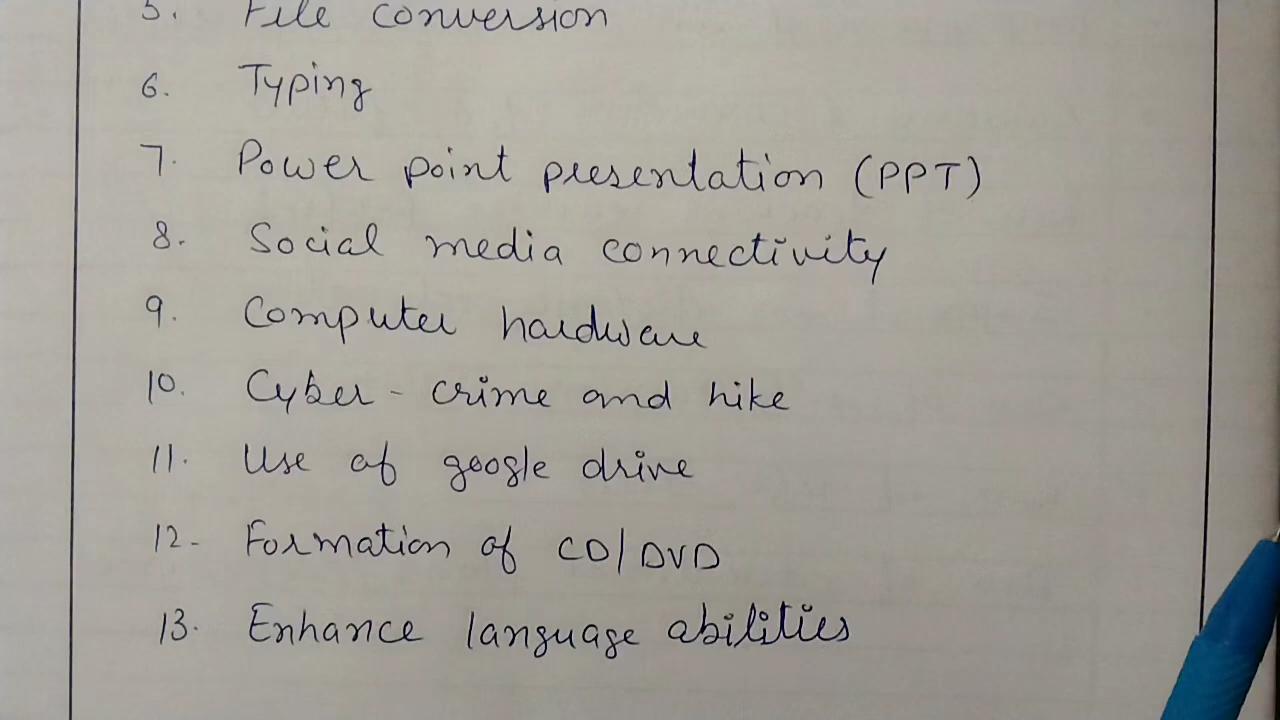 5. File conversion
6. Typing
7. Power point presentation (PPT)
8. Social media connectivity
9. Computer hardware
10. Cyber - crime and hike
11. Use of google drive
12- Formation of CD/DVD
13. Enhance language abilities